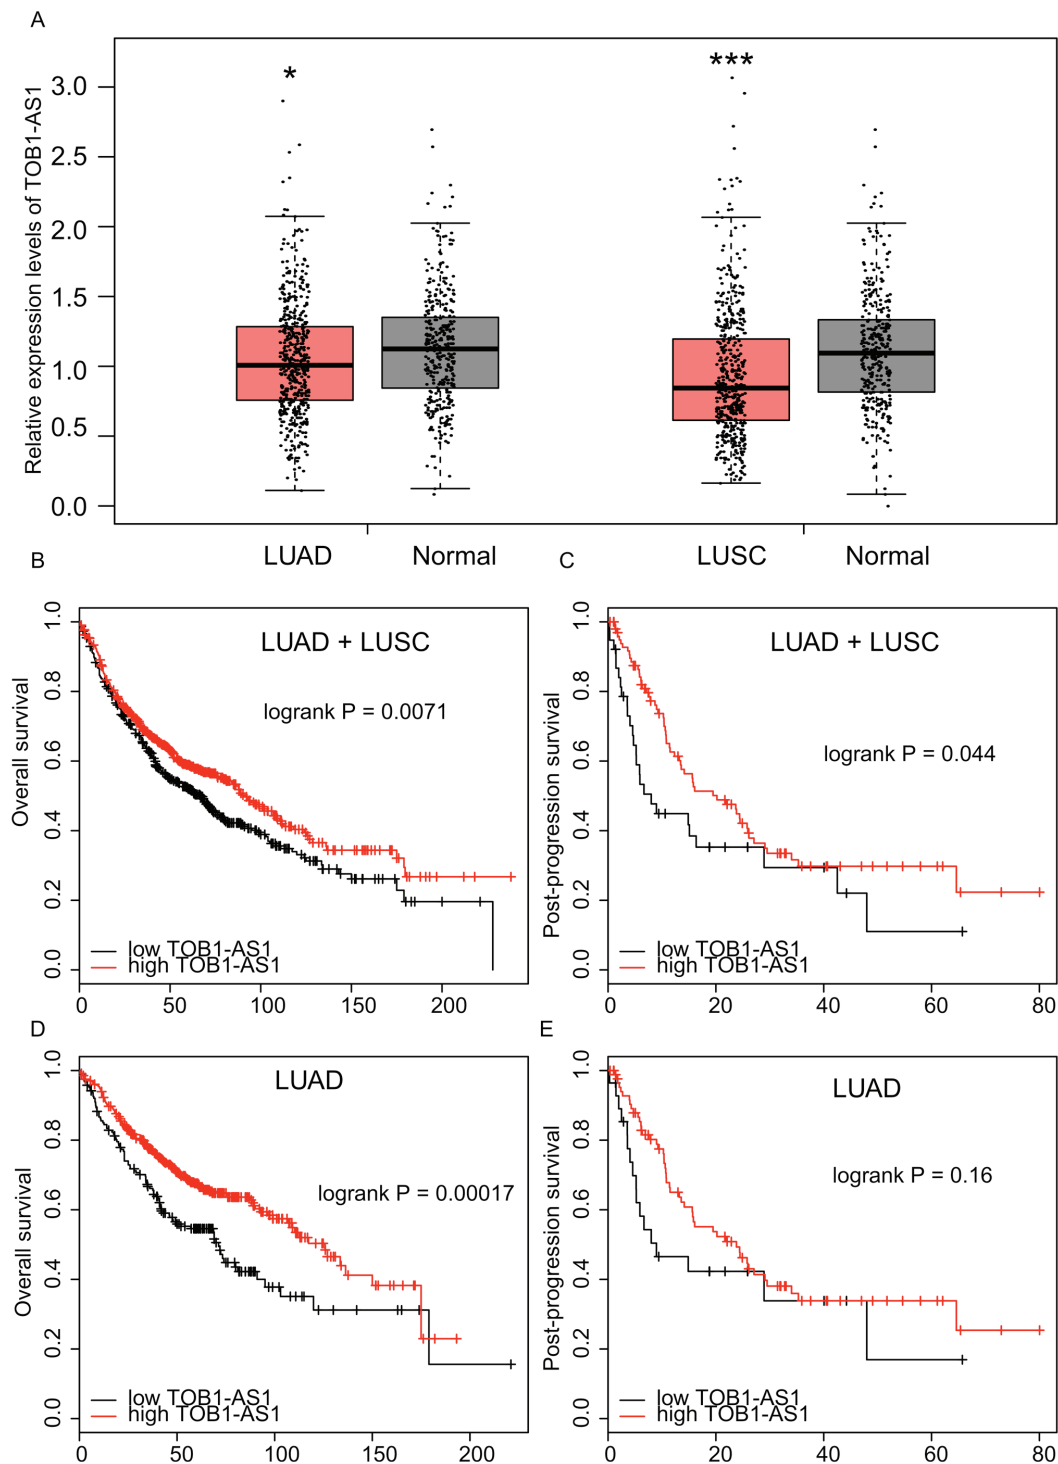 A
Relative expression levels of TOB1-AS1
3.0
2.5
2.0
1.5
1.0
0.5
0.0
*
***
LUAD
Normal
LUSC
Normal
B
Overall survival
1.0
0.8
0.6
0.4
0.2
0.0
LUAD + LUSC
logrank P = 0.0071
low TOB1-AS1
high TOB1-AS1
0 50 100 150 200
C
Post-progression survival
1.0
0.8
0.6
0.4
0.2
0.0
LUAD + LUSC
logrank P = 0.044
low TOB1-AS1
high TOB1-AS1
0 20 40 60 80
D
Overall survival
1.0
0.8
0.6
0.4
0.2
0.0
LUAD
logrank P = 0.00017
low TOB1-AS1
high TOB1-AS1
0 50 100 150 200
E
Post-progression survival
1.0
0.8
0.6
0.4
0.2
0.0
LUAD
logrank P = 0.16
low TOB1-AS1
high TOB1-AS1
0 20 40 60 80